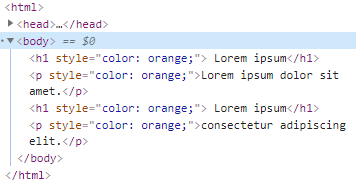 <html>
<head>…</head>
<body> == $0
<h1 style="color: orange;"> Lorem ipsum</h1>
<p style="color: orange;">Lorem ipsum dolor sit
amet.</p>
<h1 style="color: orange;"> Lorem ipsum</h1>
<p style="color: orange;">consectetur adipiscing
elit.</p>
</body>
</html>